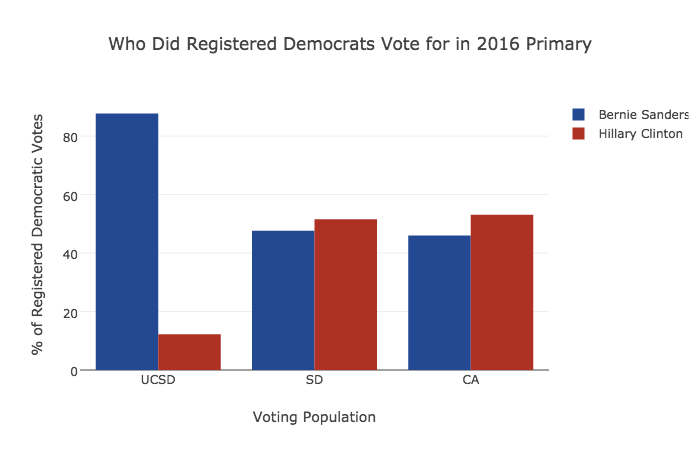 Who Did Registered Democrats Vote for in 2016 Primary
% of Registered Democratic Votes
80
60
40
20
0
UCSD
SD
CA
Voting Population
Bernie Sanders
Hillary Clinton